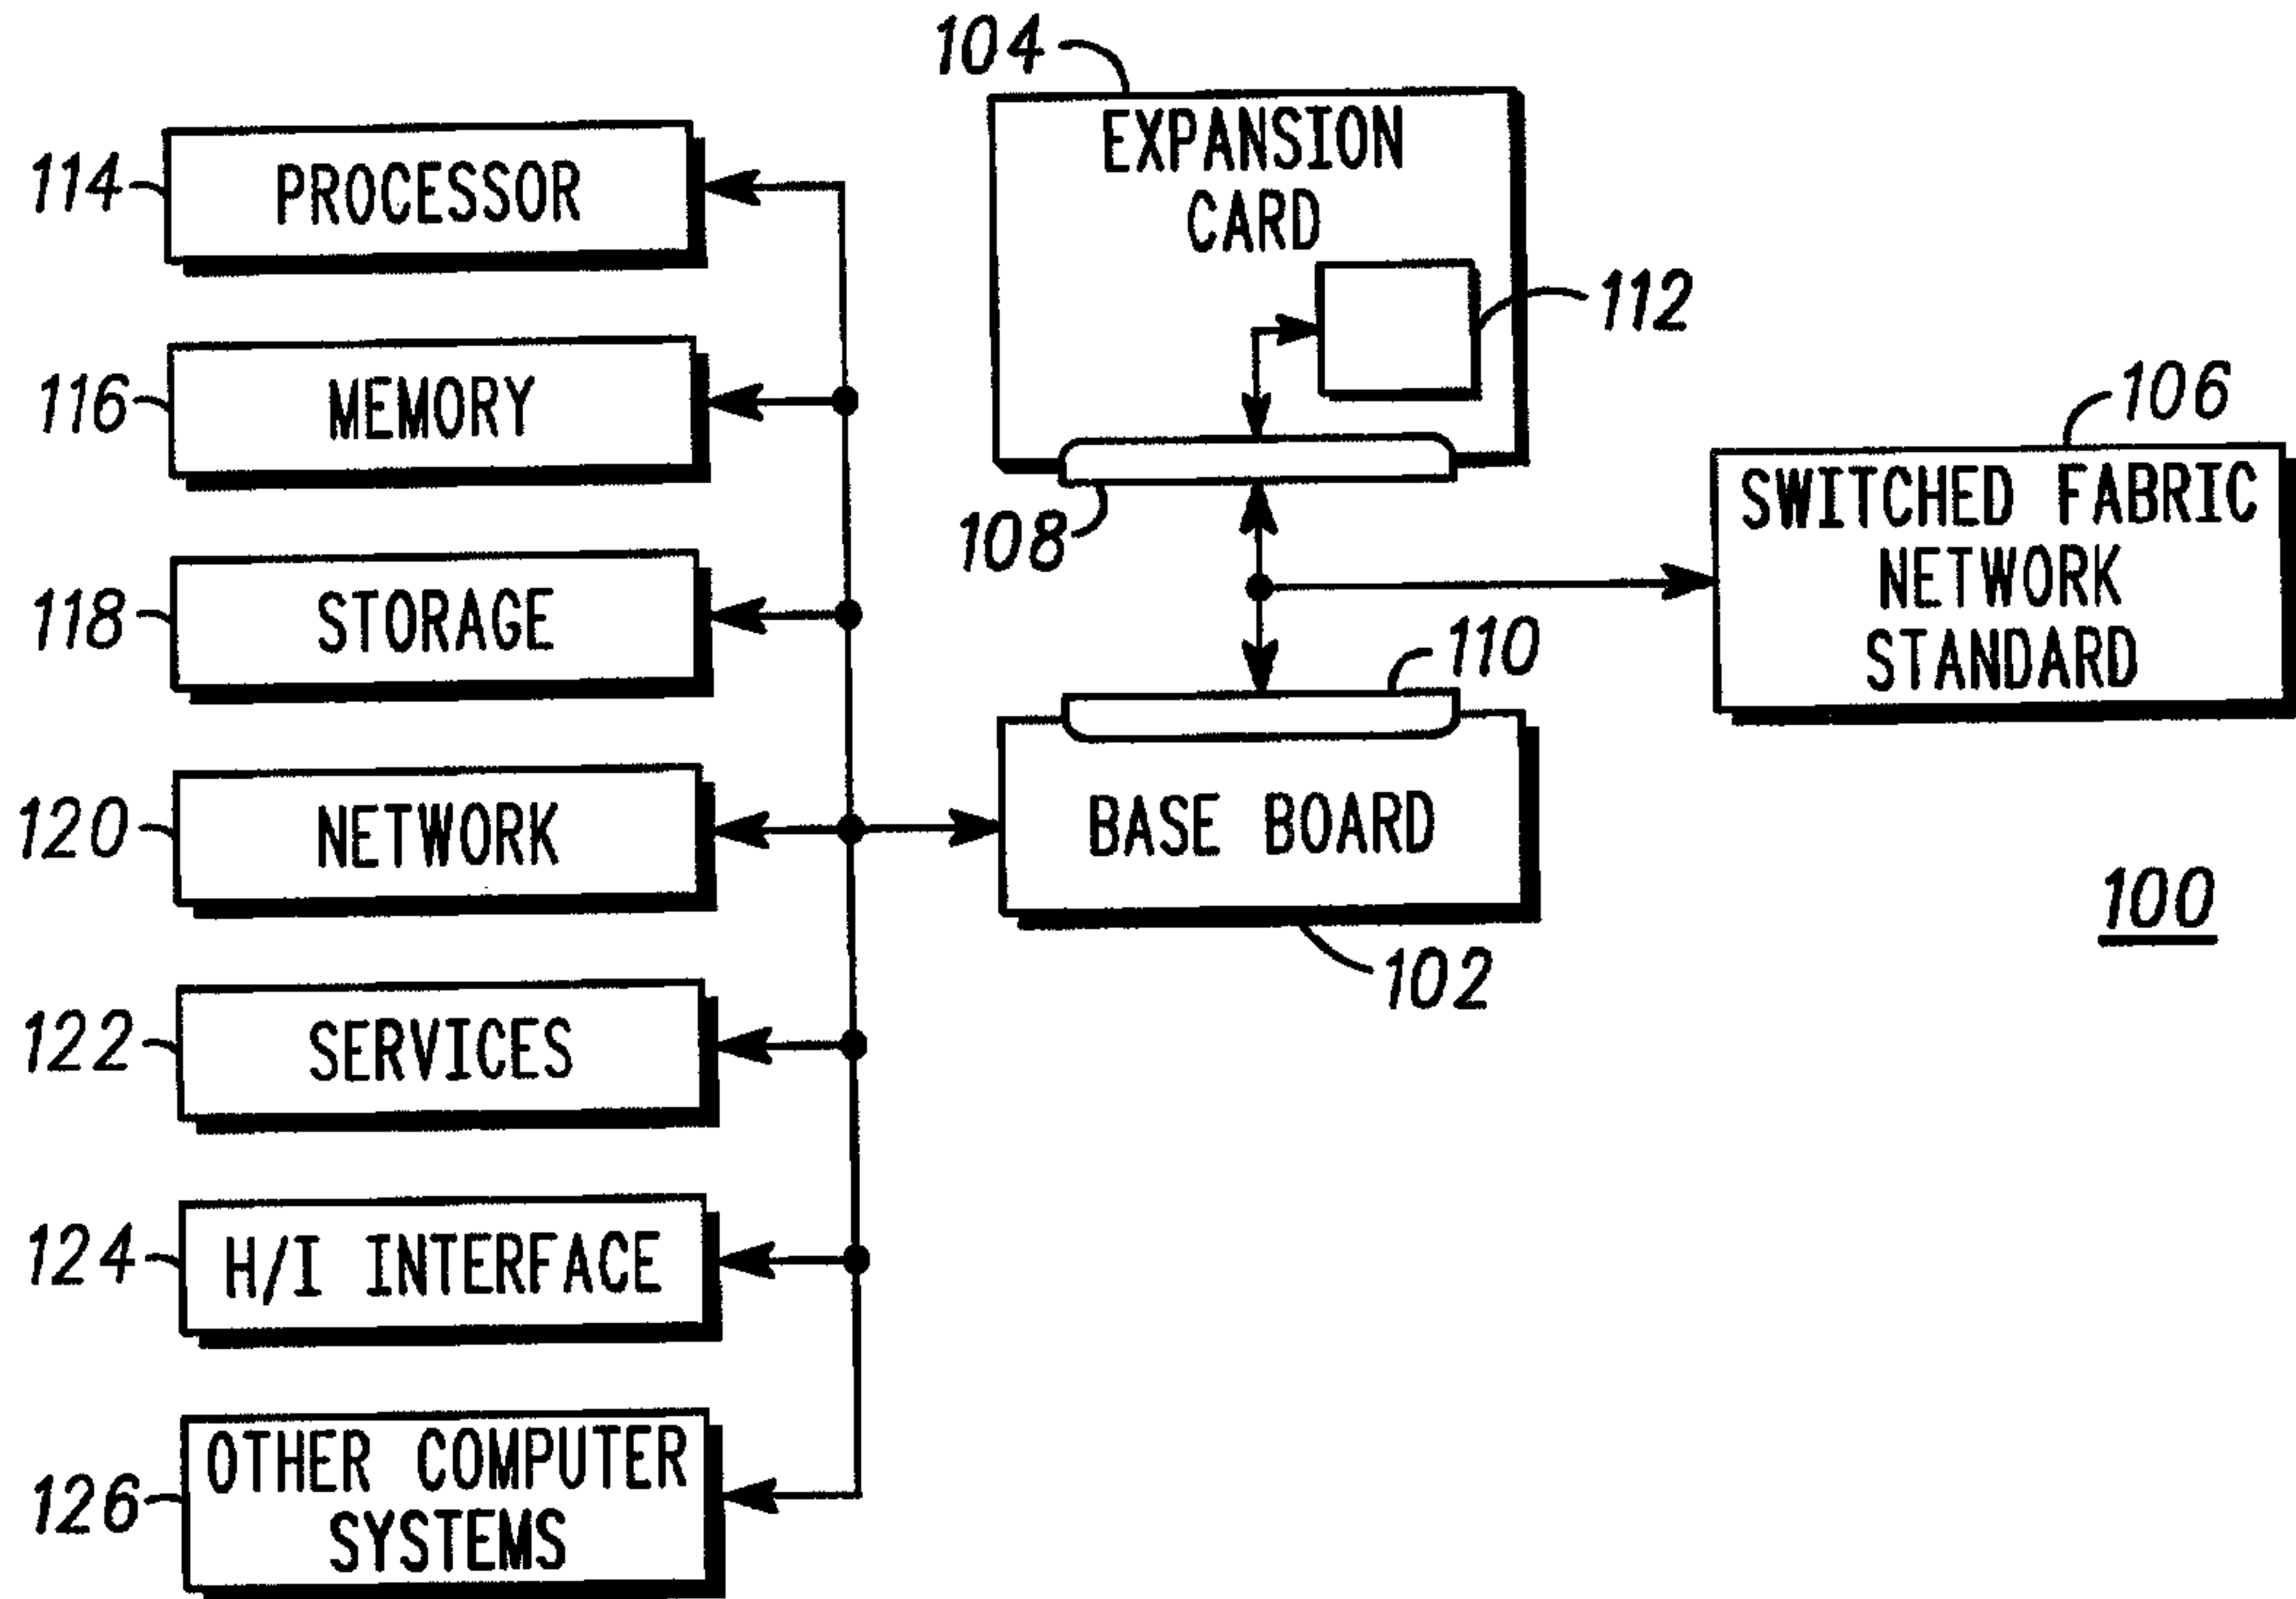 104
EXPANSION
CARD
112
114
PROCESSOR
116
MEMORY
106
SWITCHED FABRIC
NETWORK
STANDARD
108
118
STORAGE
110
120
NETWORK
BASE BOARD
100
102
122
SERVICES
124
H/I INTERFACE
126
OTHER COMPUTER
SYSTEMS